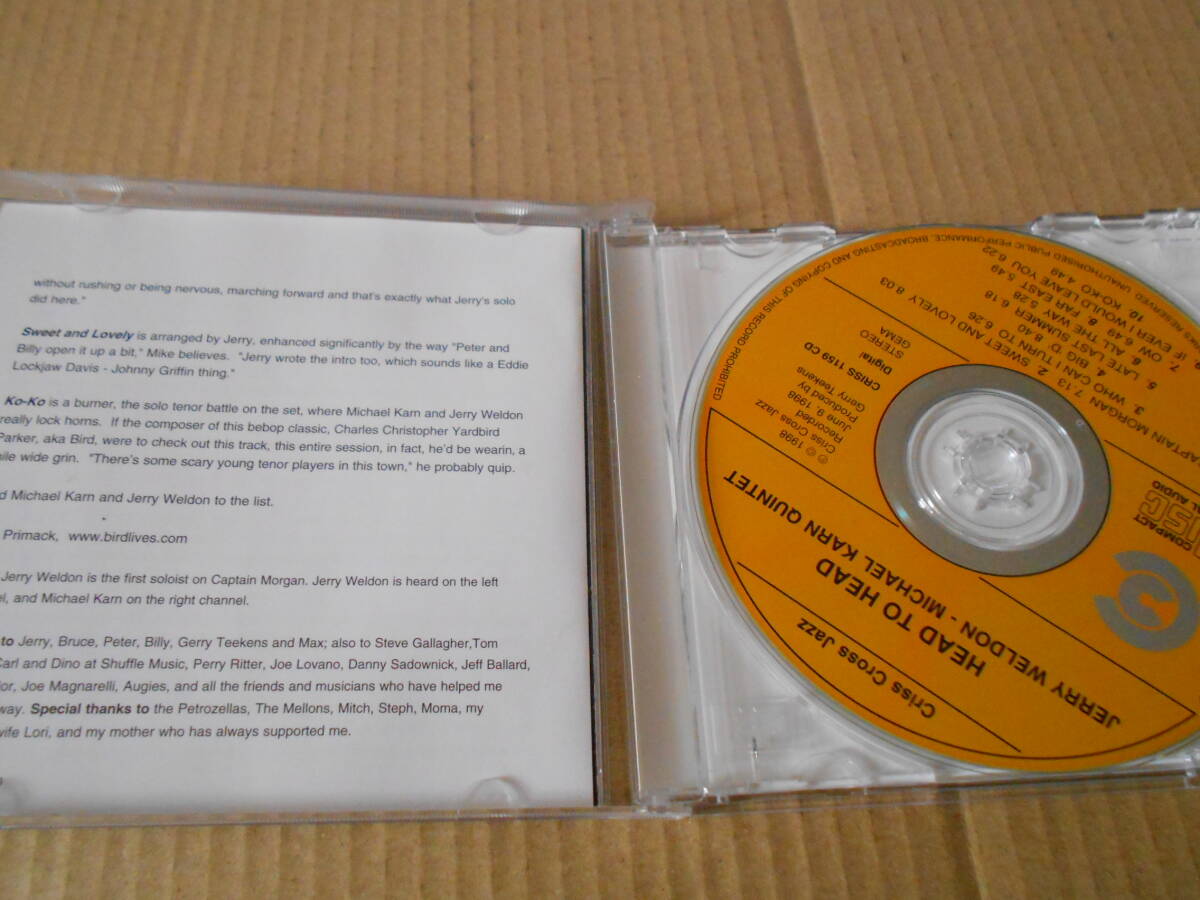 without rushing or being nervous, marching forward and that's exactly what Jerry's solo
did here."
Sweet and Lovely is arranged by Jerry, enhanced significantly by the way "Peter and
Billy open it up a bit," Mike believes. "Jerry wrote the intro too, which sounds like a Eddie
Lockjaw Davis - Johnny Griffin thing."
Ko-Ko is a burner, the solo tenor battle on the set, where Michael Karn and Jerry Weldon
really lock horns. If the composer of this bebop classic, Charles Christopher Yardbird
Parker, aka Bird, were to check out this track, this entire session, in fact, he'd be wearin, a
ile wide grin. "There's some scary young tenor players in this town," he probably quip.
d Michael Karn and Jerry Weldon to the list.
Primack, www.birdlives.com
Jerry Weldon is the first soloist on Captain Morgan. Jerry Weldon is heard on the left
el, and Michael Karn on the right channel.
to Jerry, Bruce, Peter, Billy, Gerry Teekens and Max; also to Steve Gallagher,Tom
Carl and Dino at Shuffle Music, Perry Ritter, Joe Lovano, Danny Sadownick, Jeff Ballard,
or, Joe Magnarelli, Augies, and all the friends and musicians who have helped me
way. Special thanks to the Petrozellas, The Mellons, Mitch, Steph, Moma, my
wife Lori, and my mother who has always supported me.
Criss Cross Jazz
HEAD TO HEAD
JERRY WELDON - MICHAEL KARN QUINTET
COMPACT
DISC
AL AUDIO
℗ © 1998
Criss Cross Jazz
Recorded
June 9, 1998
Produced by
Gerry Teekens
CRISS 1159 CD
Digital
STEREO
GEMA
APTAIN MORGAN 7.13 2. SWEET AND LOVELY 8.03
3. WHO CAN I TURN TO 6.26
4. BIG 'D' 8.40
5. LATE LAST SUMMER 6.18
6. ALL THE WAY 5.28
7. OW 6.49 8. FAR EAST 5.49
IF EVER I WOULD LEAVE YOU 6.22
10. KO-KO 4.49
RESERVED. UNAUTHORISED PUBLIC PERFORMANCE, BROADCASTING AND COPYING OF THIS RECORD PROHIBITED